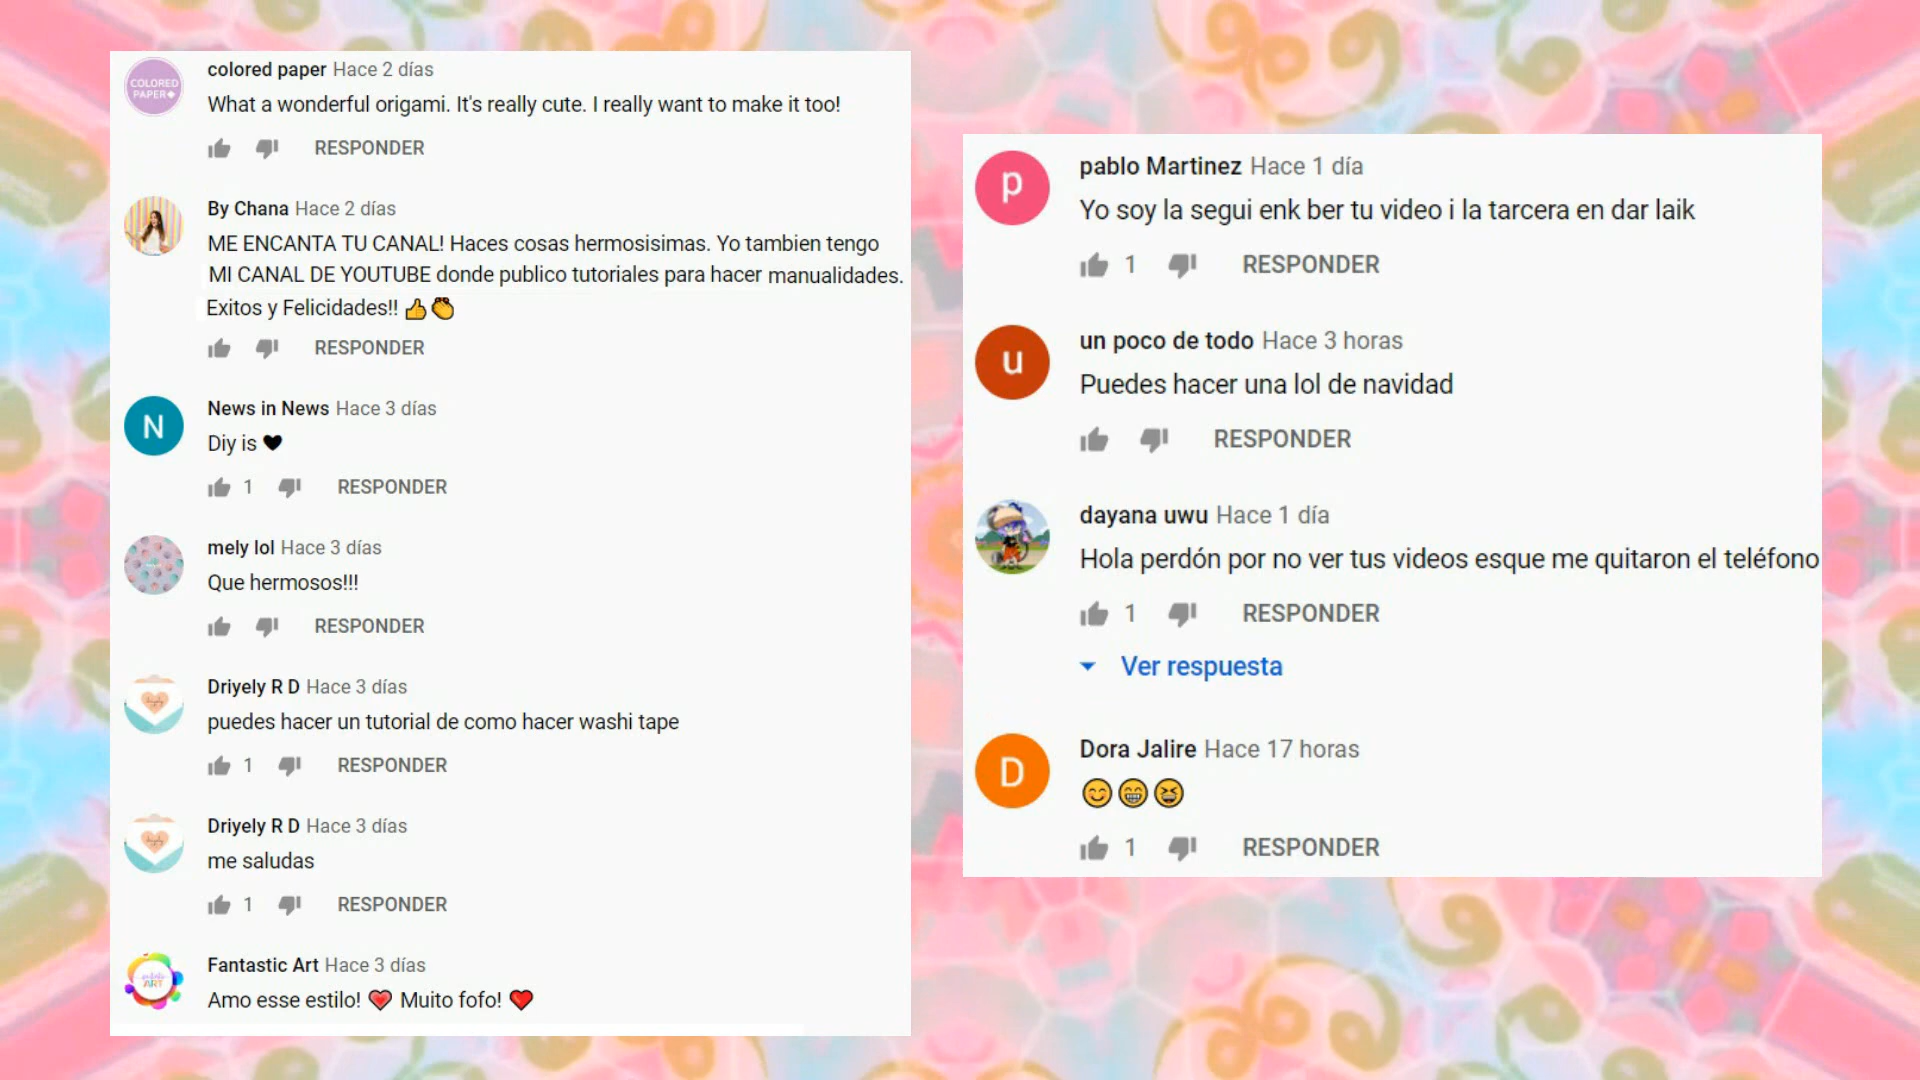 COLORED
PAPER
colored paper Hace 2 días
What a wonderful origami. It's really cute. I really want to make it too!
RESPONDER
By Chana Hace 2 días
ME ENCANTA TU CANAL! Haces cosas hermosisimas. Yo tambien tengo
MI CANAL DE YOUTUBE donde publico tutoriales para hacer manualidades.
Exitos y Felicidades!! 👍👏
RESPONDER
N
News in News Hace 3 días
Diy is 🖤
1 RESPONDER
mely lol Hace 3 días
Que hermosos!!!
RESPONDER
Driyely R D Hace 3 días
puedes hacer un tutorial de como hacer washi tape
1 RESPONDER
Driyely R D Hace 3 días
me saludas
1 RESPONDER
ART
Fantastic Art Hace 3 días
Amo esse estilo! 💗 Muito fofo! ❤️
p
pablo Martinez Hace 1 día
Yo soy la segui enk ber tu video i la tarcera en dar laik
1 RESPONDER
u
un poco de todo Hace 3 horas
Puedes hacer una lol de navidad
RESPONDER
dayana uwu Hace 1 día
Hola perdón por no ver tus videos esque me quitaron el teléfono
1 RESPONDER
Ver respuesta
D
Dora Jalire Hace 17 horas
😊😁😆
1 RESPONDER